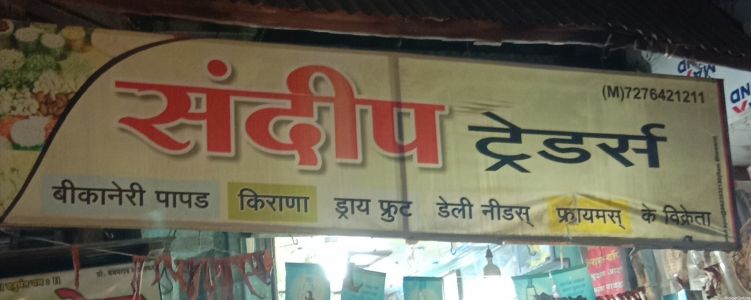 (M)7276421211
संदीप ट्रेडर्स
बीकानेरी पापड किराणा ड्राय फ्रुट डेली नीडस् फ्रायमस् के विक्रेता